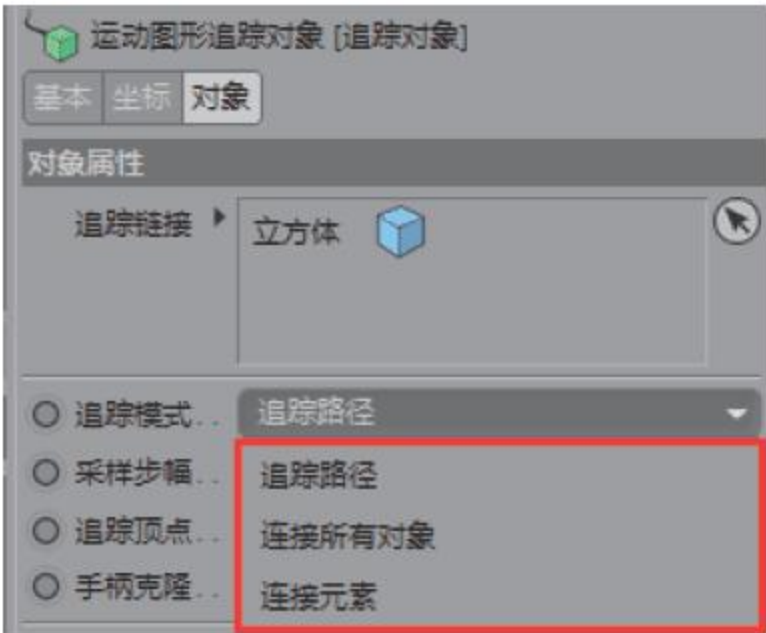 运动图形追踪对象 [追踪对象]
基本 坐标 对象
对象属性
追踪链接 立方体
追踪模式.. 追踪路径
采样步幅.. 追踪路径
追踪顶点.. 连接所有对象
手柄克隆.. 连接元素